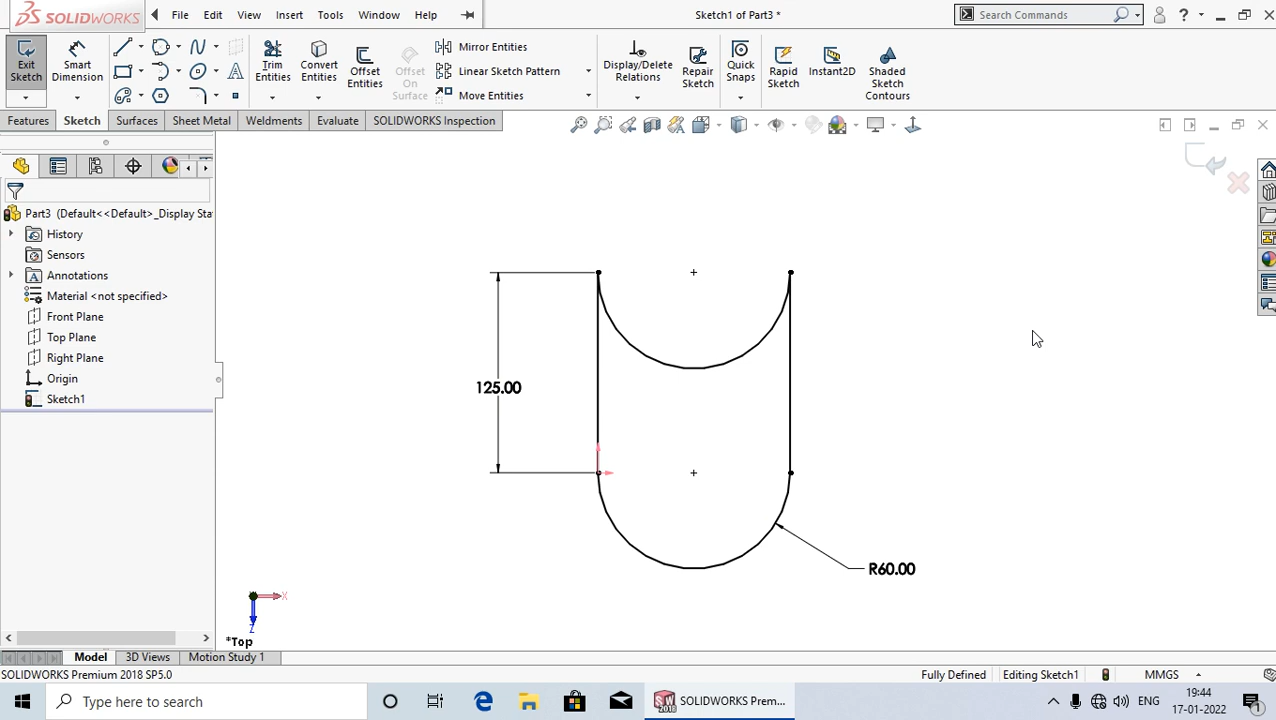 SOLIDWORKS File Edit View Insert Tools Window Help Sketch1 of Part3 * Search Commands ?
Exit Sketch Smart Dimension Trim Entities Convert Entities Offset Entities Offset On Surface Mirror Entities Linear Sketch Pattern Move Entities Display/Delete Relations Repair Sketch Quick Snaps Rapid Sketch Instant2D Shaded Sketch Contours
Features Sketch Surfaces Sheet Metal Weldments Evaluate SOLIDWORKS Inspection
Part3 (Default<<Default>_Display Sta
History
Sensors
Annotations
Material <not specified>
Front Plane
Top Plane
Right Plane
Origin
Sketch1
125.00
R60.00
X
Z
*Top
Model 3D Views Motion Study 1
SOLIDWORKS Premium 2018 SP5.0 Fully Defined Editing Sketch1 MMGS
Type here to search SOLIDWORKS Prem... ENG 19:44
17-01-2022